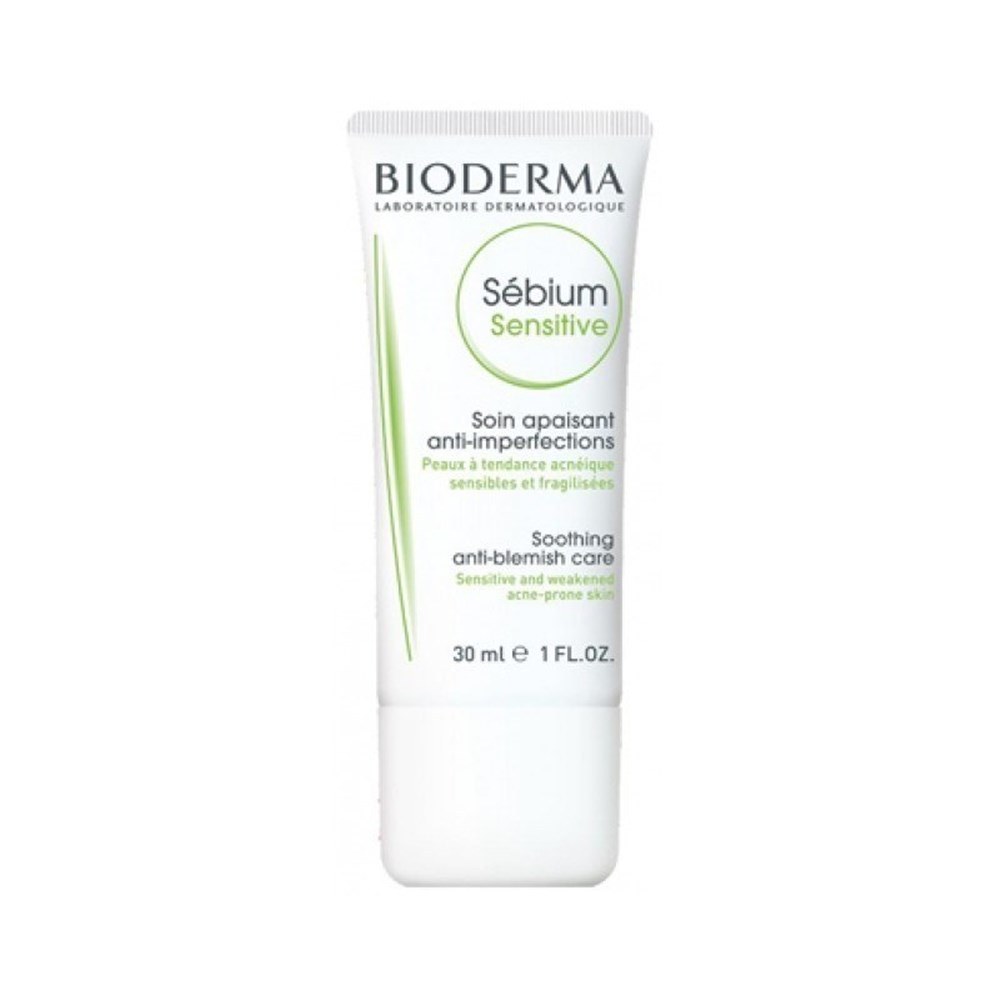 BIODERMA
LABORATOIRE DERMATOLOGIQUE
Sébium
Sensitive
Soin apaisant
anti-imperfections
Peaux à tendance acnéique
sensibles et fragilisées
Soothing
anti-blemish care
Sensitive and weakened
acne-prone skin
30 ml ℮ 1 FL.OZ.